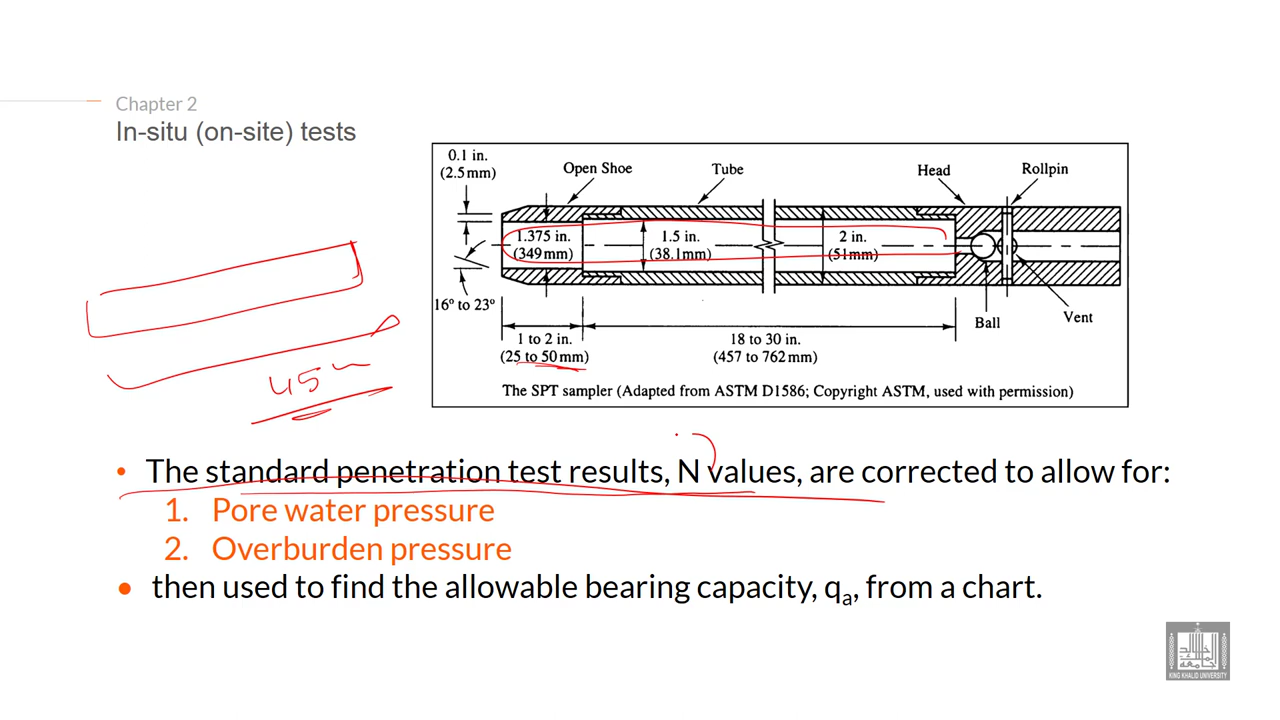 Chapter 2
In-situ (on-site) tests
0.1 in.
(2.5mm)
Open Shoe
Tube
Head
Rollpin
1.375 in.
(349mm)
1.5 in.
(38.1mm)
2 in.
(51mm)
16° to 23°
Ball
Vent
1 to 2 in.
(25 to 50mm)
18 to 30 in.
(457 to 762mm)
The SPT sampler (Adapted from ASTM D1586; Copyright ASTM, used with permission)
45
• The standard penetration test results, N values, are corrected to allow for:
1. Pore water pressure
2. Overburden pressure
• then used to find the allowable bearing capacity, qa, from a chart.
KING KHALID UNIVERSITY